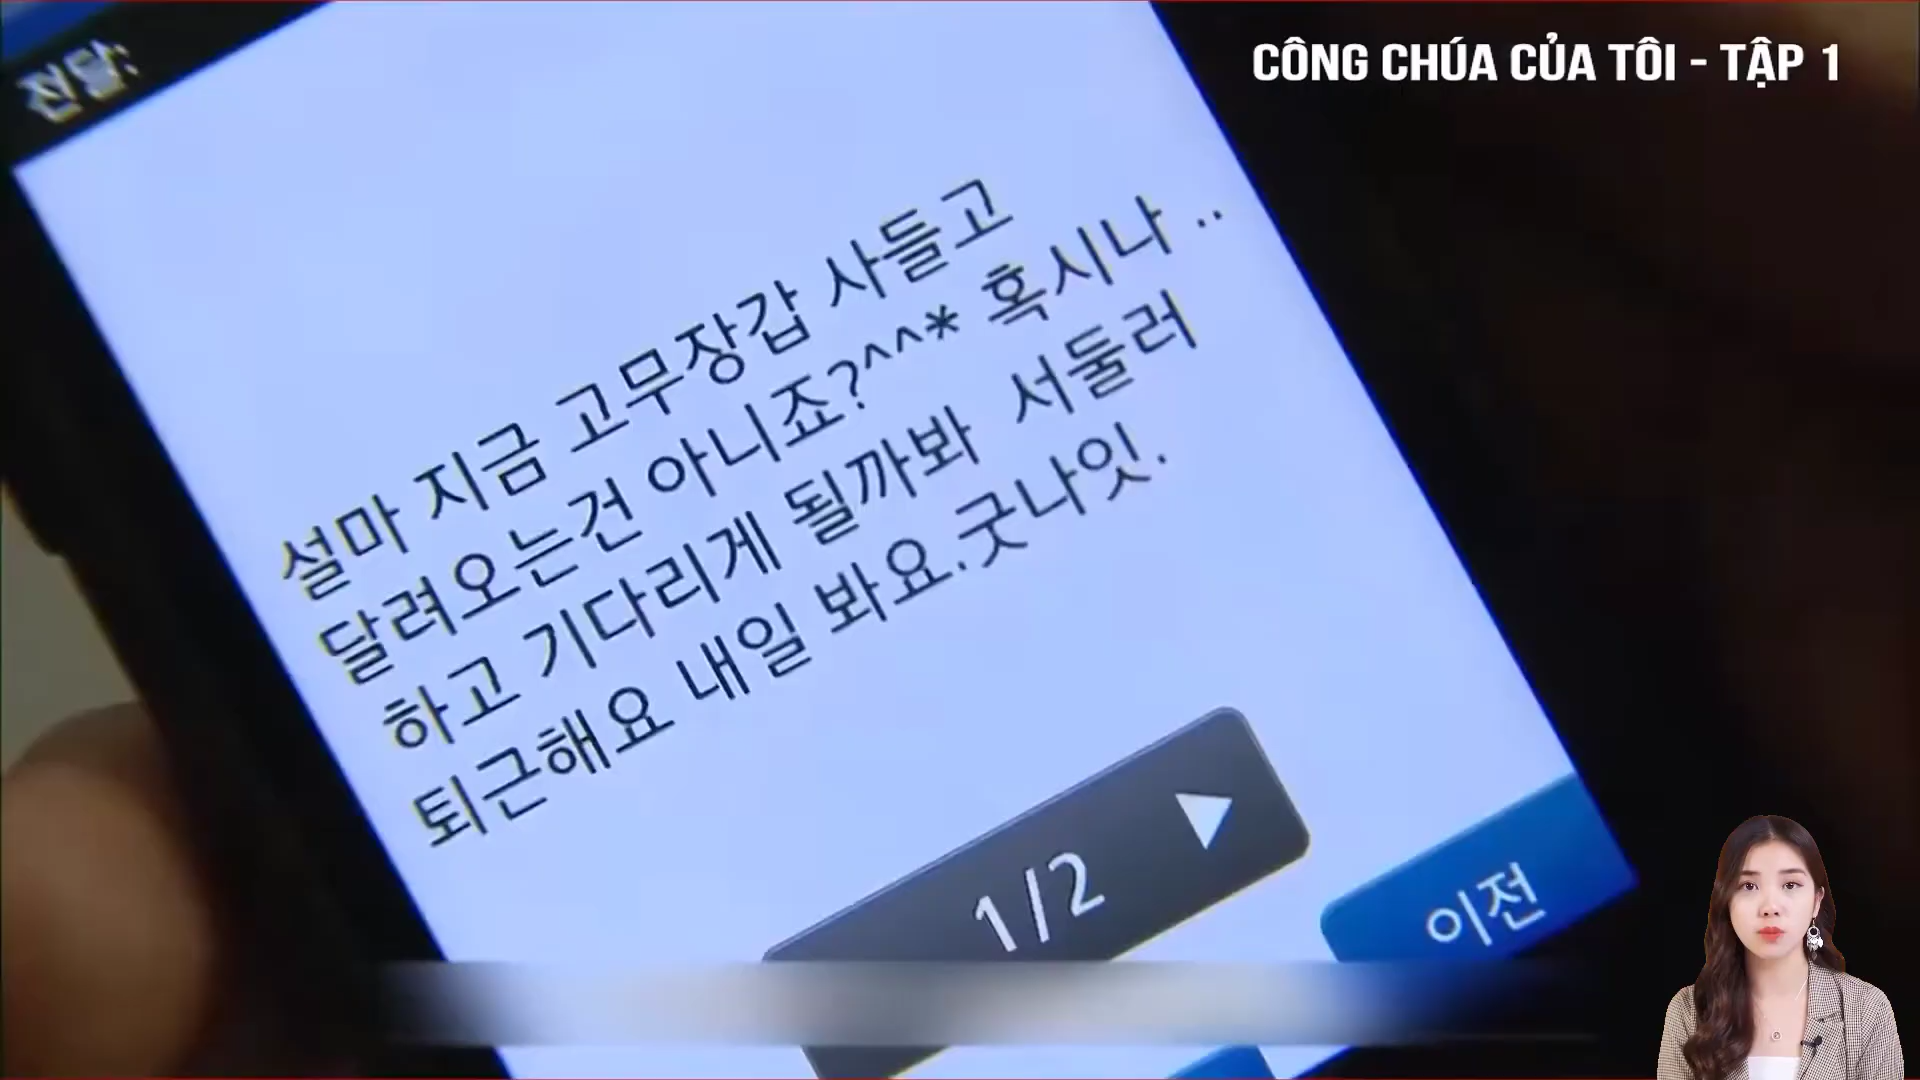 CÔNG CHÚA CỦA TÔI - TẬP 1
전달:
설마 지금 고무장갑 사들고
달려오는건 아니죠?^^* 혹시나 ..
하고 기다리게 될까봐 서둘러
퇴근해요 내일 봐요.굿나잇.
1/2
이전